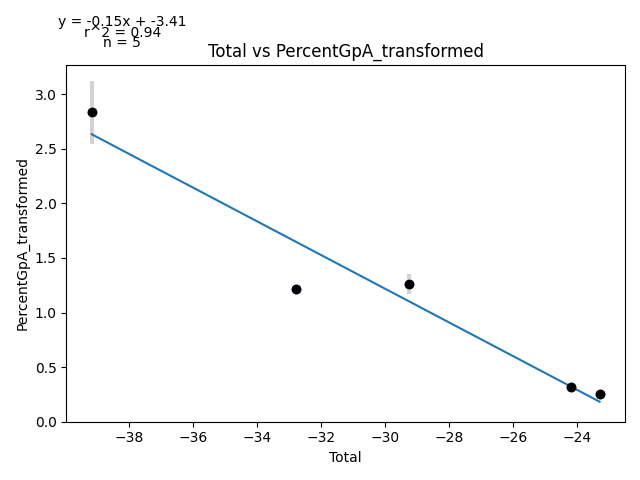 y = -0.15x + -3.41
r^2 = 0.94
n = 5
Total vs PercentGpA_transformed
PercentGpA_transformed
3.0
2.5
2.0
1.5
1.0
0.5
0.0
−38 −36 −34 −32 −30 −28 −26 −24
Total